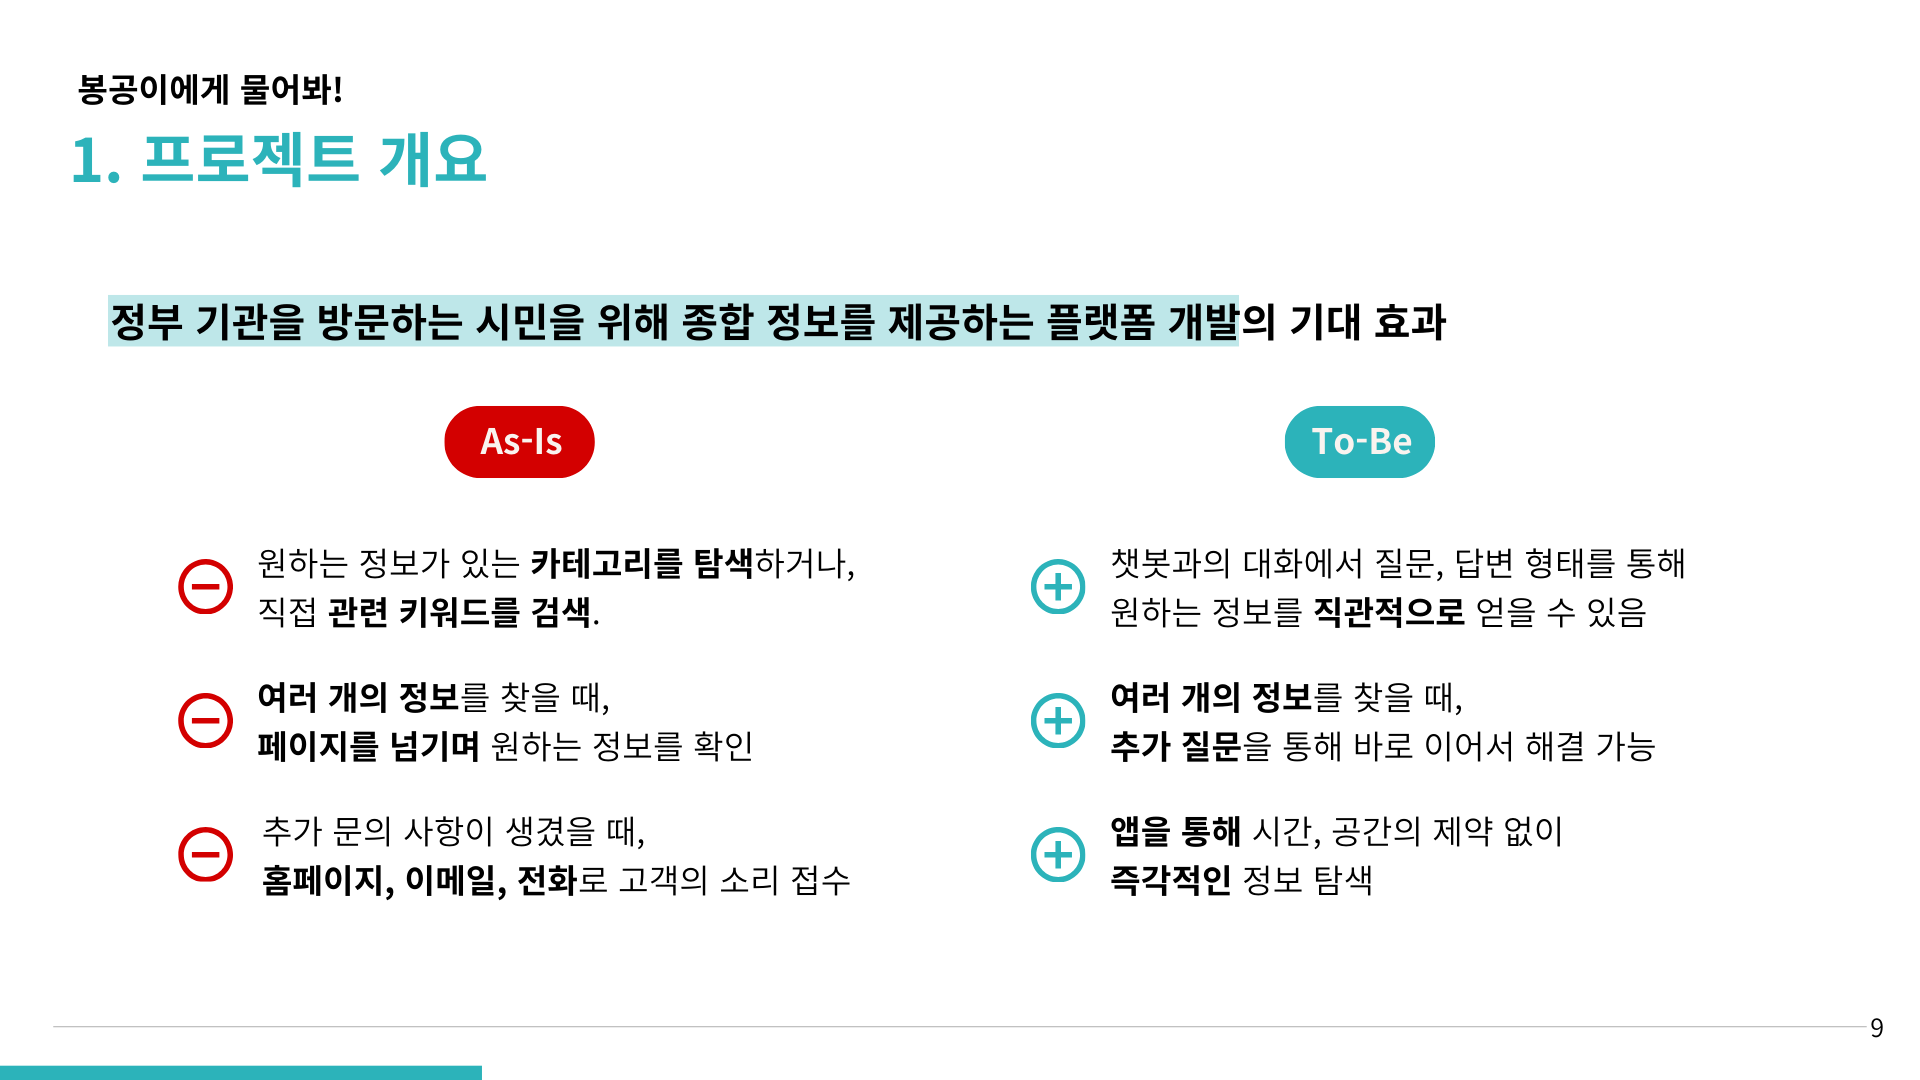 봉공이에게 물어봐!
1. 프로젝트 개요
정부 기관을 방문하는 시민을 위해 종합 정보를 제공하는 플랫폼 개발의 기대 효과
As-Is
원하는 정보가 있는 카테고리를 탐색하거나,
직접 관련 키워드를 검색.
여러 개의 정보를 찾을 때,
페이지를 넘기며 원하는 정보를 확인
추가 문의 사항이 생겼을 때,
홈페이지, 이메일, 전화로 고객의 소리 접수
To-Be
챗봇과의 대화에서 질문, 답변 형태를 통해
원하는 정보를 직관적으로 얻을 수 있음
여러 개의 정보를 찾을 때,
추가 질문을 통해 바로 이어서 해결 가능
앱을 통해 시간, 공간의 제약 없이
즉각적인 정보 탐색
9